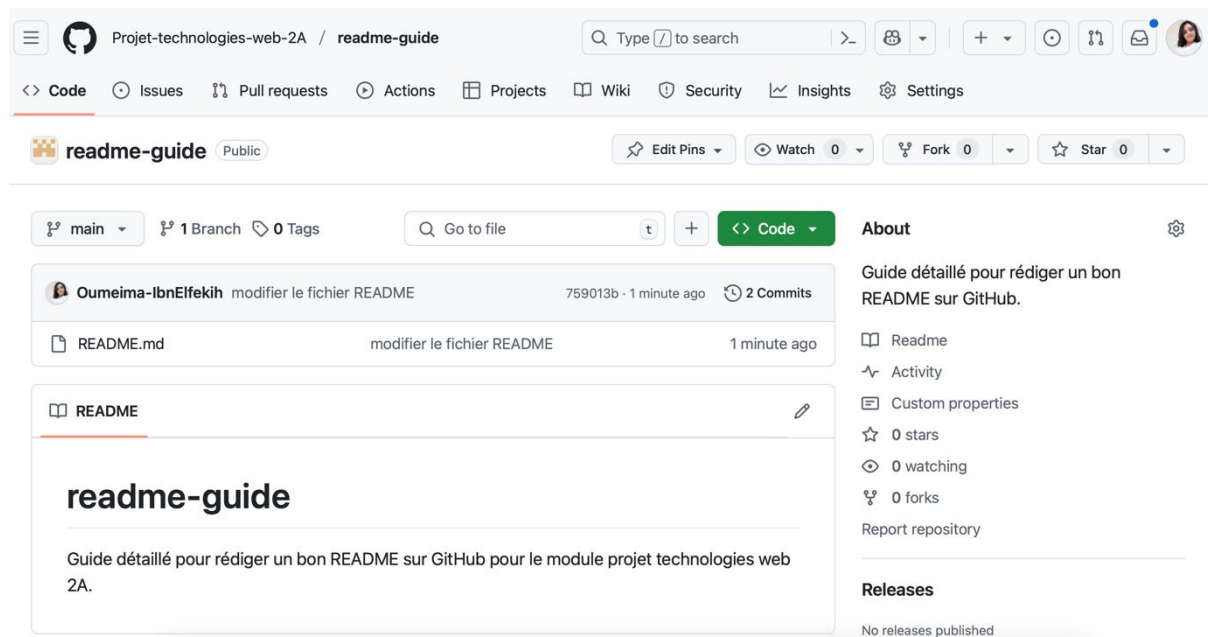 Projet-technologies-web-2A / readme-guide
Type / to search
Code Issues Pull requests Actions Projects Wiki Security Insights Settings
readme-guide Public
Edit Pins Watch 0 Fork 0 Star 0
main 1 Branch 0 Tags Go to file t + Code
Oumeima-IbnElfekih modifier le fichier README 759013b · 1 minute ago 2 Commits
README.md modifier le fichier README 1 minute ago
README
readme-guide
Guide détaillé pour rédiger un bon README sur GitHub pour le module projet technologies web
2A.
About
Guide détaillé pour rédiger un bon
README sur GitHub.
Readme
Activity
Custom properties
0 stars
0 watching
0 forks
Report repository
Releases
No releases published